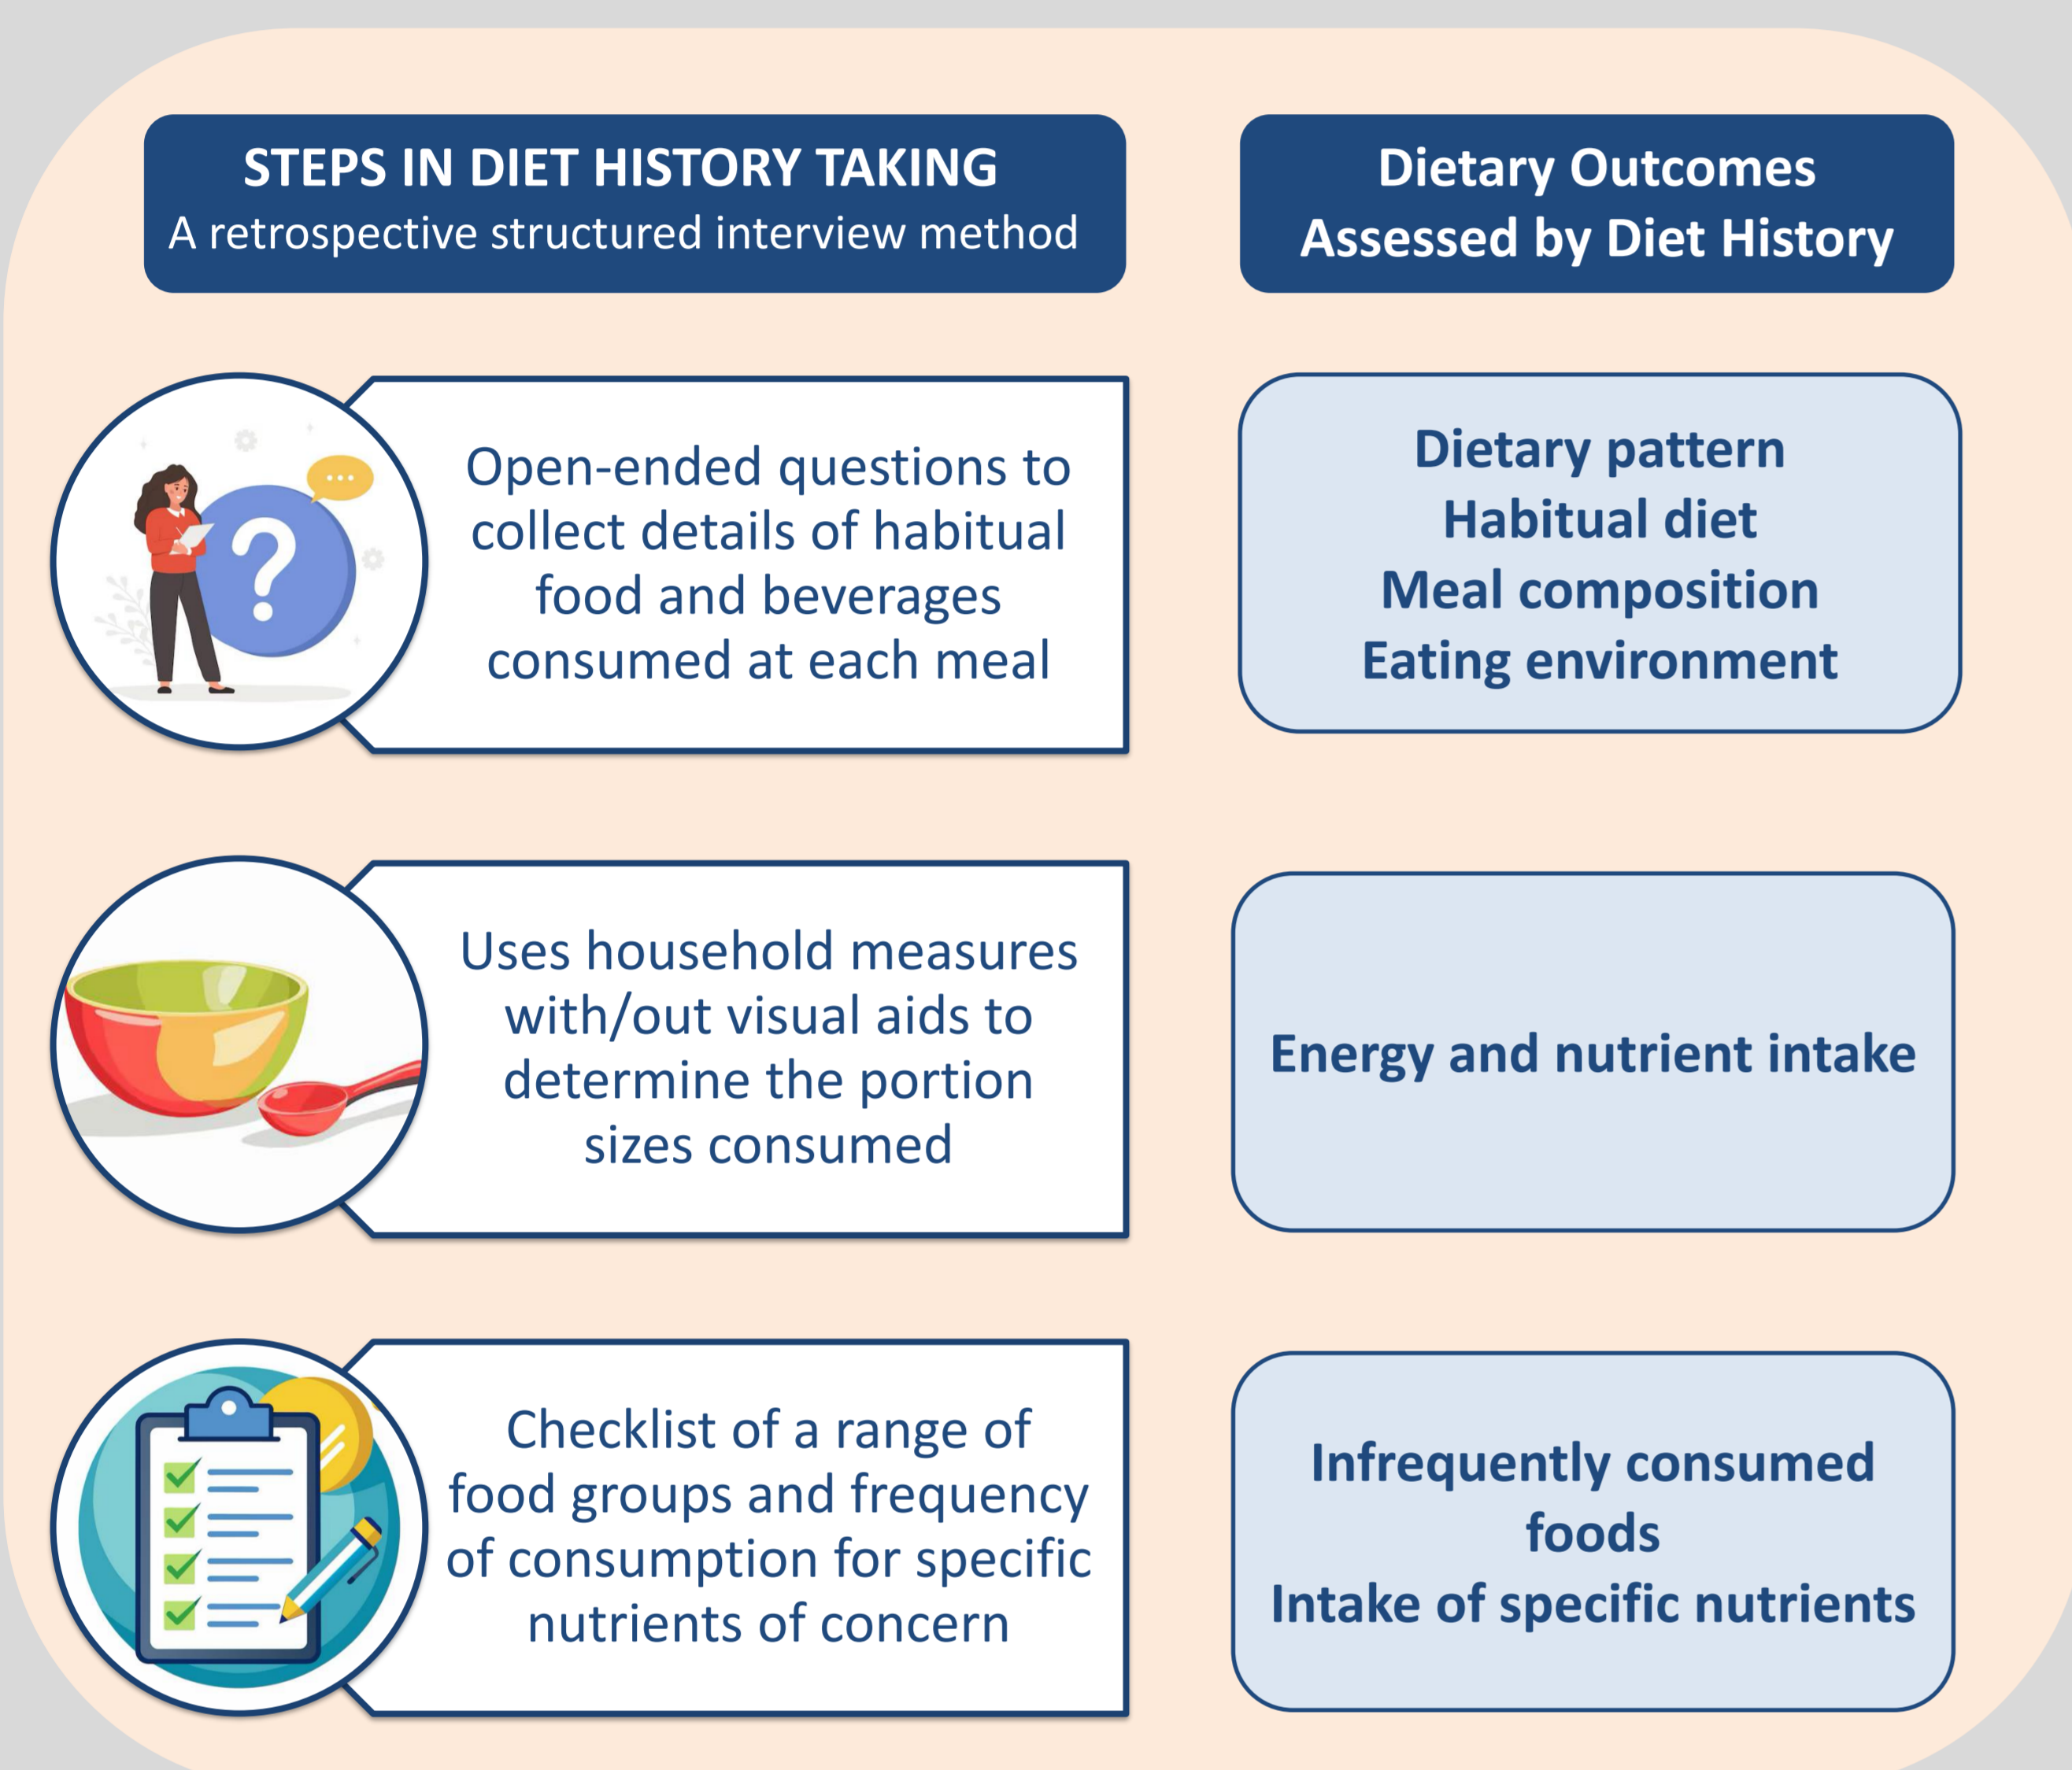 STEPS IN DIET HISTORY TAKING
A retrospective structured interview method
Dietary Outcomes
Assessed by Diet History
Open-ended questions to
collect details of habitual
food and beverages
consumed at each meal
Dietary pattern
Habitual diet
Meal composition
Eating environment
Uses household measures
with/out visual aids to
determine the portion
sizes consumed
Energy and nutrient intake
Checklist of a range of
food groups and frequency
of consumption for specific
nutrients of concern
Infrequently consumed
foods
Intake of specific nutrients